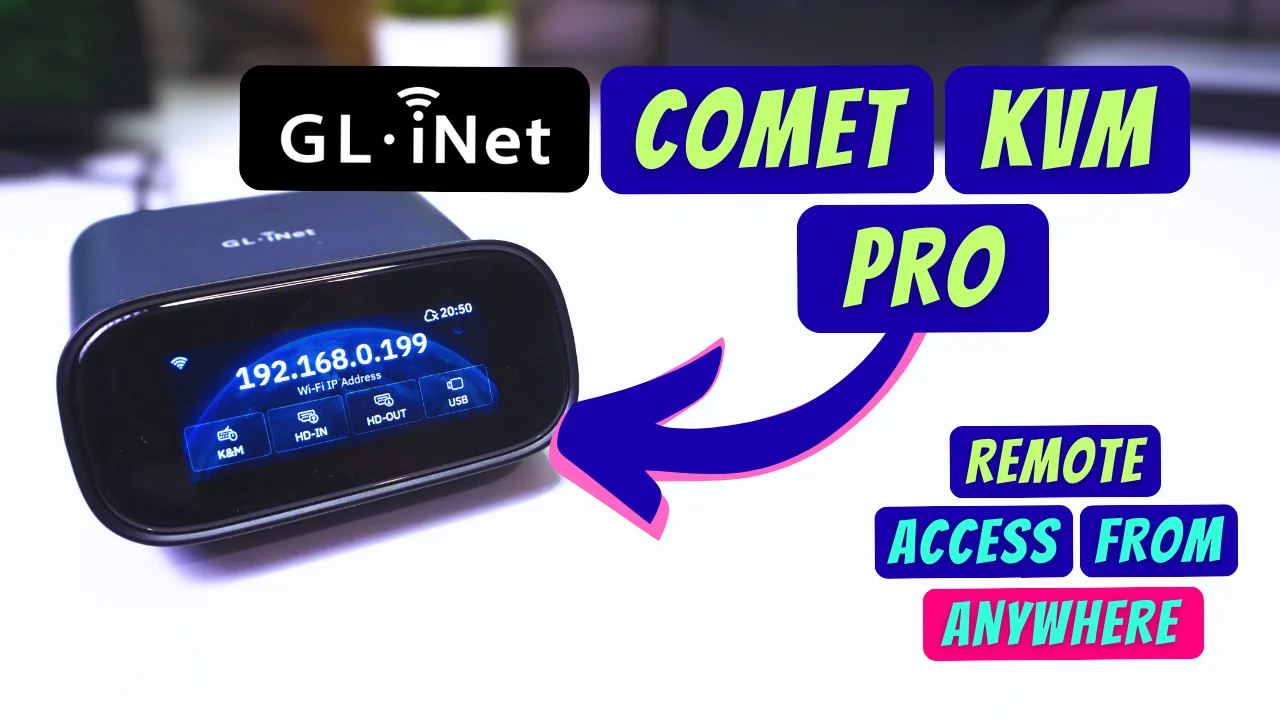 GL·iNet COMET KVM
PRO
GL·iNet
20:50
192.168.0.199
Wi-Fi IP Address
K&M HD-IN HD-OUT USB
REMOTE
ACCESS FROM
ANYWHERE